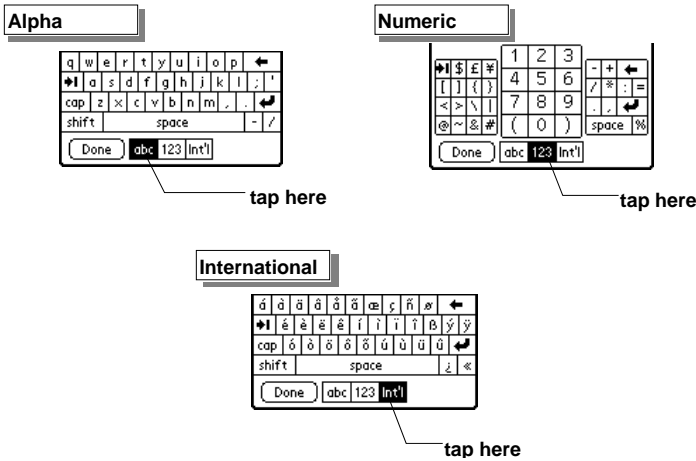 Alpha
q w e r t y u i o p
a s d f g h j k l ; '
cap z x c v b n m , .
shift space - /
Done abc 123 Int'l
tap here
Numeric
1 2 3
$ £ ¥ 4 5 6 - +
[ ] { } 7 8 9 / * : =
< > \ | . ,
@ ~ & # ( 0 ) space %
Done abc 123 Int'l
tap here
International
á à ä â å ã æ ç ñ ø
é è ë ê í ì ï î ß ý ÿ
cap ó ò ö ô õ ú ù ü û
shift space ¿ «
Done abc 123 Int'l
tap here